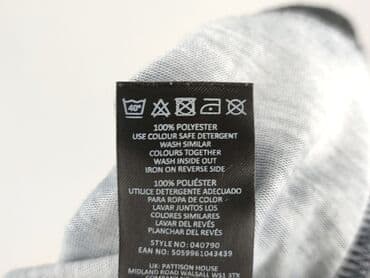 40°
100% POLYESTER
USE COLOUR SAFE DETERGENT
WASH SIMILAR
COLOURS TOGETHER
WASH INSIDE OUT
IRON ON REVERSE SIDE
100% POLIÉSTER
UTILICE DETERGENTE ADECUADO
PARA ROPA DE COLOR
LAVAR JUNTOS LOS
COLORES SIMILARES
LAVAR DEL REVÉS
PLANCHAR DEL REVÉS
STYLE NO: 040790
EAN NO: 5059961043439
UK: PATTISON HOUSE
MIDLAND ROAD WALSALL WS1 3TX